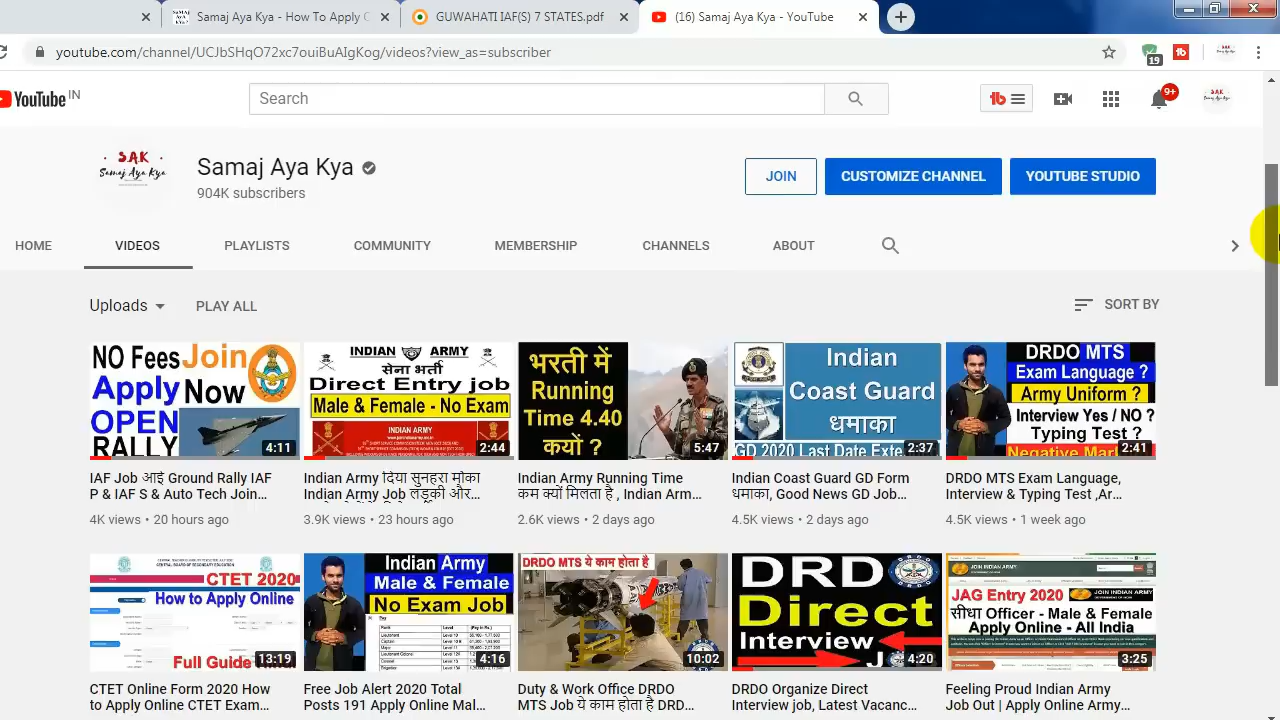 Samaj Aya Kya - How To Apply O
GUWAHATI IAF(S) 7 STATES.pdf
(16) Samaj Aya Kya - YouTube
youtube.com/channel/UCJbSHqO72xc7ouiBuAIgKog/videos?view_as=subscriber
19
YouTube IN
Search
9+
S.A.K
Samaj Aya Kya
Samaj Aya Kya
904K subscribers
JOIN
CUSTOMIZE CHANNEL
YOUTUBE STUDIO
HOME
VIDEOS
PLAYLISTS
COMMUNITY
MEMBERSHIP
CHANNELS
ABOUT
Uploads
PLAY ALL
SORT BY
NO Fees Join
Apply Now
OPEN
RALLY
4:11
INDIAN ARMY
सेना भर्ती
Direct Entry job
Male & Female - No Exam
INDIAN ARMY
2:44
भरती में
Running
Time 4.40
क्यों ?
5:47
Indian
Coast Guard
धमाका
GD 2020 Last Date Exte
2:37
DRDO MTS
Exam Language ?
Army Uniform ?
Interview Yes / NO ?
Typing Test ?
Negative Mar
2:41
IAF Job आई Ground Rally IAF
P & IAF S & Auto Tech Join...
4K views • 20 hours ago
Indian Army दिया सुनहरा मोका
Indian Army Job लड़की और...
3.9K views • 23 hours ago
Indian Army Running Time
कम क्यों मिलता है , Indian Arm...
2.6K views • 2 days ago
Indian Coast Guard GD Form
धमाका, Good News GD Job...
4.5K views • 2 days ago
DRDO MTS Exam Language,
Interview & Typing Test ,Ar...
4.5K views • 1 week ago
CTET 2020
How to Apply Online
Full Guide
Indian Army
Male & Female
No Exam Job
4:16
DRDO MTS ये काम होता है
10:02
DRD
Direct
Interview
4:20
JOIN INDIAN ARMY
JAG Entry 2020
JOIN INDIAN ARMY
सीधा Officer - Male & Female
Apply Online - All India
3:25
CTET Online Form 2020 How
to Apply Online CTET Exam...
Free Job Alert 2020 Total
Posts 191 Apply Online Mal...
Duty & Work Office DRDO
MTS Job ये काम होता है DRD...
DRDO Organize Direct
Interview job, Latest Vacanc...
Feeling Proud Indian Army
Job Out | Apply Online Army...